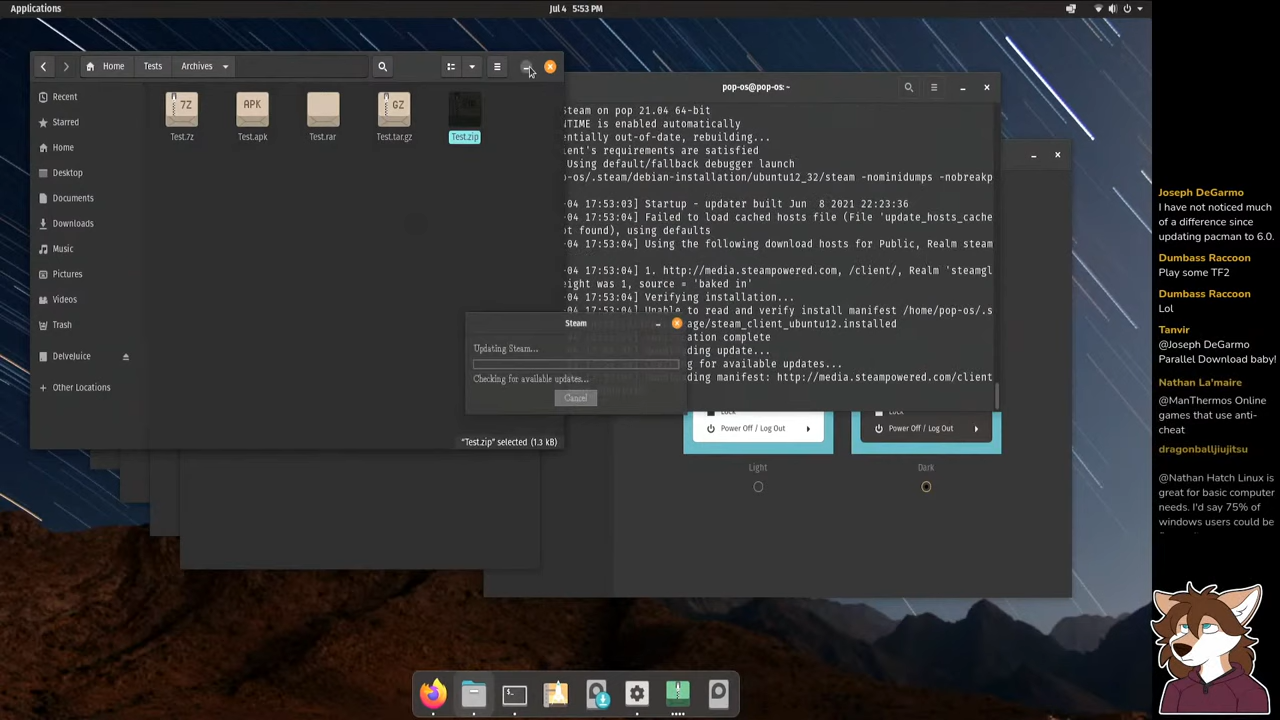 Applications
Jul 4 5:53 PM
Home
Tests
Archives
7Z
APK
GZ
Test.7z
Test.apk
Test.rar
Test.tar.gz
Test.zip
Recent
Starred
Home
Desktop
Documents
Downloads
Music
Pictures
Videos
Trash
DelveJuice
Other Locations
"Test.zip" selected (1.3 kB)
pop-os@pop-os: ~
Steam on pop 21.04 64-bit
NTIME is enabled automatically
entially out-of-date, rebuilding...
ent's requirements are satisfied
Using default/fallback debugger launch
o-os/.steam/debian-installation/ubuntu12_32/steam -nominidumps -nobreakp
04 17:53:03] Startup - updater built Jun 8 2021 22:23:36
04 17:53:04] Failed to load cached hosts file (File 'update_hosts_cache
ot found), using defaults
04 17:53:04] Using the following download hosts for Public, Realm steam
04 17:53:04] 1. http://media.steampowered.com, /client/, Realm 'steamgl
eight was 1, source = 'baked in'
04 17:53:04] Verifying installation...
04 17:53:04] Unable to read and verify install manifest /home/pop-os/.s
age/steam_client_ubuntu12.installed
ication complete
ding update...
g for available updates...
ding manifest: http://media.steampowered.com/client
Steam
Updating Steam...
Checking for available updates...
Cancel
Lock
Lock
Power Off / Log Out
Power Off / Log Out
Light
Dark
Joseph DeGarmo
I have not noticed much
of a difference since
updating pacman to 6.0.
Dumbass Raccoon
Play some TF2
Dumbass Raccoon
Lol
Tanvir
@Joseph DeGarmo
Parallel Download baby!
Nathan La'maire
@ManThermos Online
games that use anti-
cheat
dragonballjiujitsu
@Nathan Hatch Linux is
great for basic computer
needs. I'd say 75% of
windows users could be